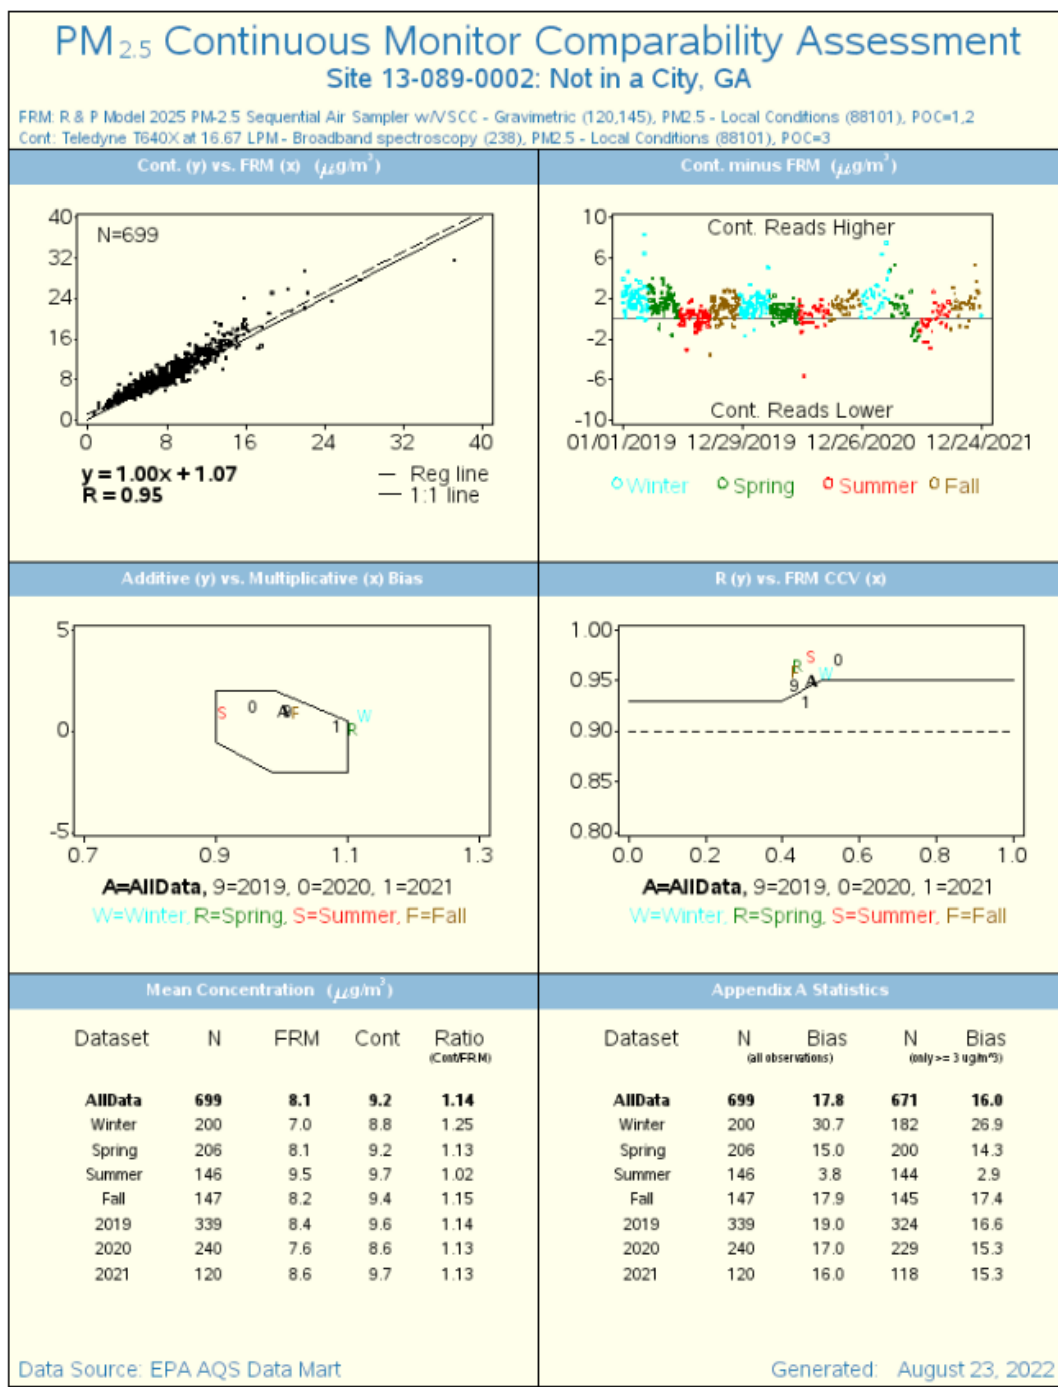 PM2.5 Continuous Monitor Comparability Assessment
Site 13-089-0002: Not in a City, GA
FRM: R & P Model 2025 PM-2.5 Sequential Air Sampler w/VSCC - Gravimetric (120,145), PM2.5 - Local Conditions (88101), POC=1,2
Cont: Teledyne T640X at 16.67 LPM - Broadband spectroscopy (238), PM2.5 - Local Conditions (88101), POC=3
Cont. (y) vs. FRM (x) (μg/m³)
N=699
40
32
24
16
8
0
0 8 16 24 32 40
y = 1.00x + 1.07
R = 0.95
Reg line
1:1 line
Cont. minus FRM (μg/m³)
10
6
2
-2
-6
-10
Cont. Reads Higher
Cont. Reads Lower
01/01/2019 12/29/2019 12/26/2020 12/24/2021
Winter Spring Summer Fall
Additive (y) vs. Multiplicative (x) Bias
5
0
-5
S 0 A 9 F 1 R W
0.7 0.9 1.1 1.3
A=AllData, 9=2019, 0=2020, 1=2021
W=Winter, R=Spring, S=Summer, F=Fall
R (y) vs. FRM CCV (x)
1.00
0.95
0.90
0.85
0.80
S 0 R F W 9 A 1
0.0 0.2 0.4 0.6 0.8 1.0
A=AllData, 9=2019, 0=2020, 1=2021
W=Winter, R=Spring, S=Summer, F=Fall
Mean Concentration (μg/m³)
Dataset N FRM Cont Ratio
(Cont/FRM)
AllData 699 8.1 9.2 1.14
Winter 200 7.0 8.8 1.25
Spring 206 8.1 9.2 1.13
Summer 146 9.5 9.7 1.02
Fall 147 8.2 9.4 1.15
2019 339 8.4 9.6 1.14
2020 240 7.6 8.6 1.13
2021 120 8.6 9.7 1.13
Appendix A Statistics
Dataset N Bias N Bias
(all observations) (only >= 3 ug/m^3)
AllData 699 17.8 671 16.0
Winter 200 30.7 182 26.9
Spring 206 15.0 200 14.3
Summer 146 3.8 144 2.9
Fall 147 17.9 145 17.4
2019 339 19.0 324 16.6
2020 240 17.0 229 15.3
2021 120 16.0 118 15.3
Data Source: EPA AQS Data Mart
Generated: August 23, 2022